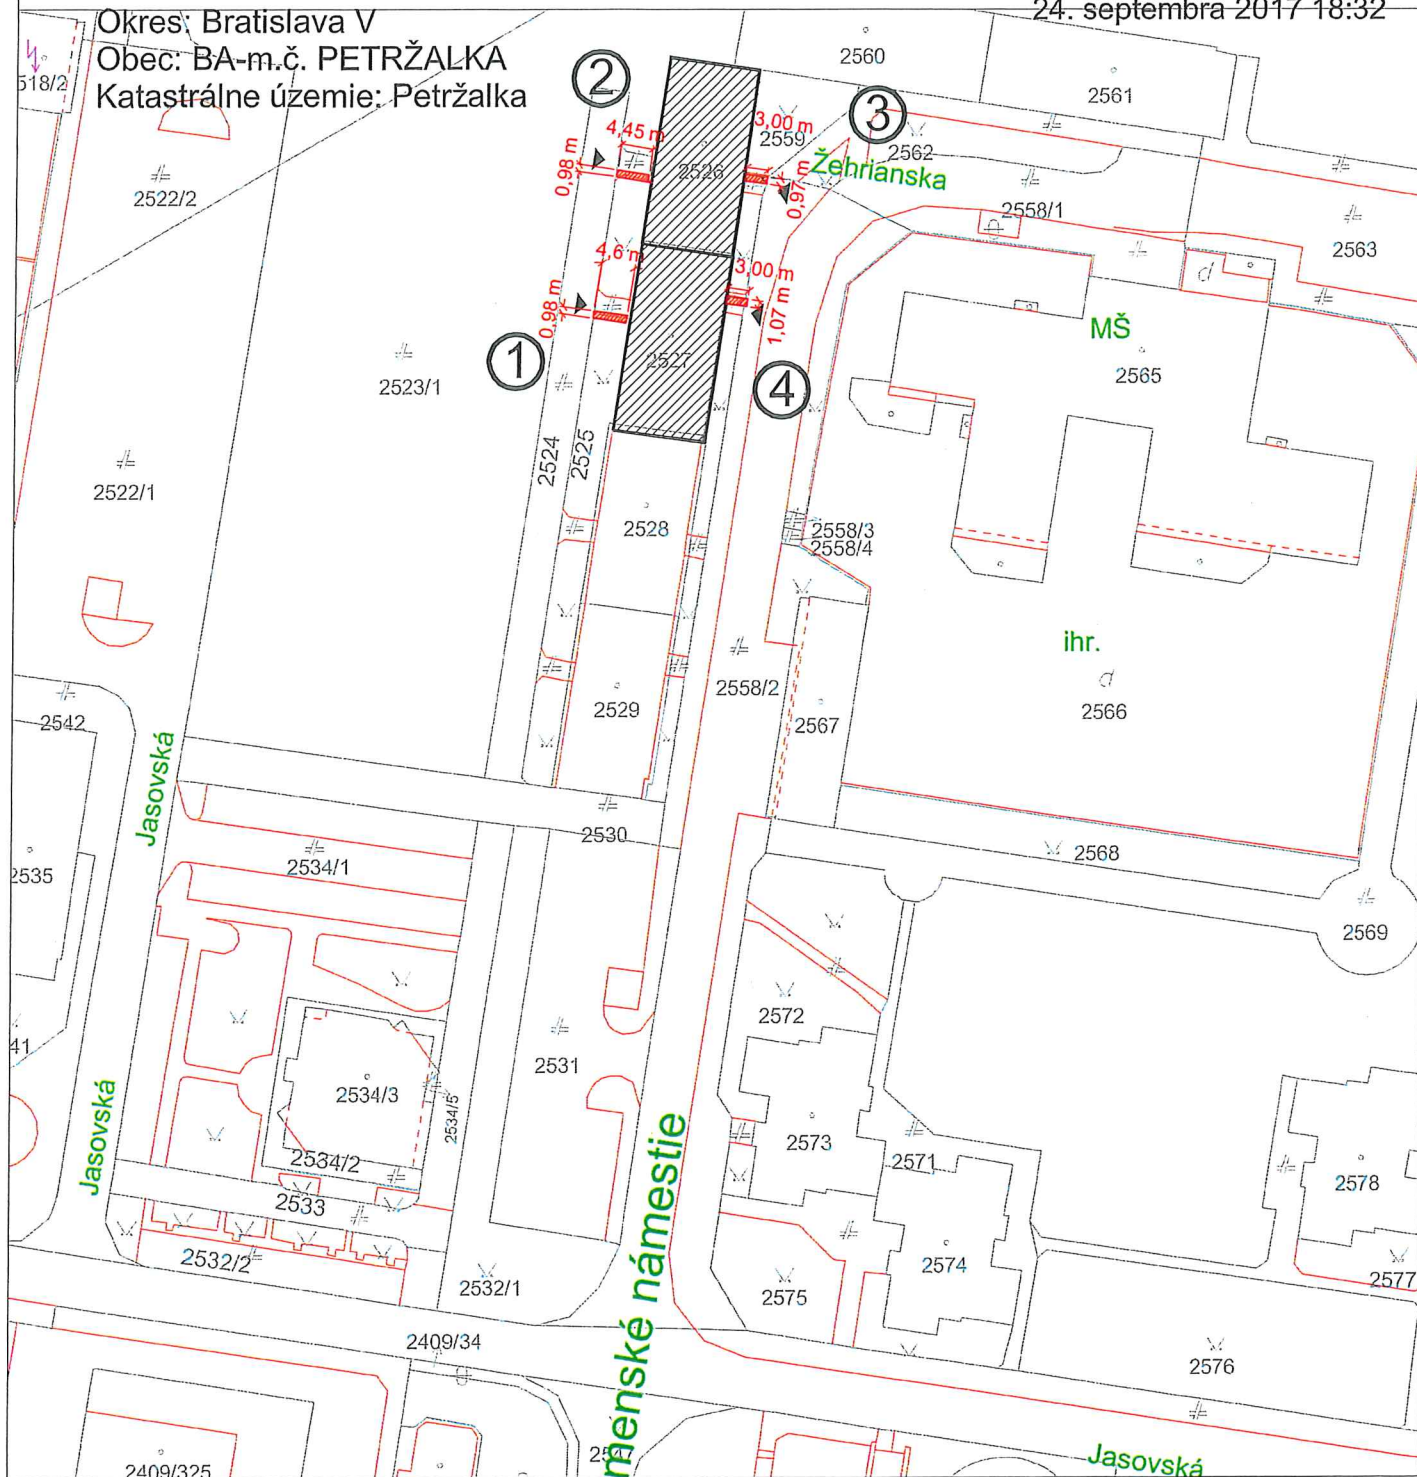 Okres: Bratislava V
24. septembra 2017 18:32
Obec: BA-m.č. PETRŽALKA
Katastrálne územie: Petržalka
518/2
2560
2561
2
3
4,45 m
3,00 m
2559
2562
2526
Žehrianska
0,98 m
0,97 m
2522/2
2558/1
2563
4,6 m
3,00 m
0,98 m
1,07 m
MŠ
1
2527
2565
2523/1
4
2524
2525
2522/1
2528
2558/3
2558/4
ihr.
2558/2
2529
2566
2567
2542
Jasovská
2530
2568
2534/1
2535
2569
2572
41
2531
2534/3
2534/5
2573
2571
Jasovská
2534/2
2578
2533
2574
2532/2
2532/1
2575
2577
2409/34
2576
ménské námestie
2547
2409/325
Jasovská